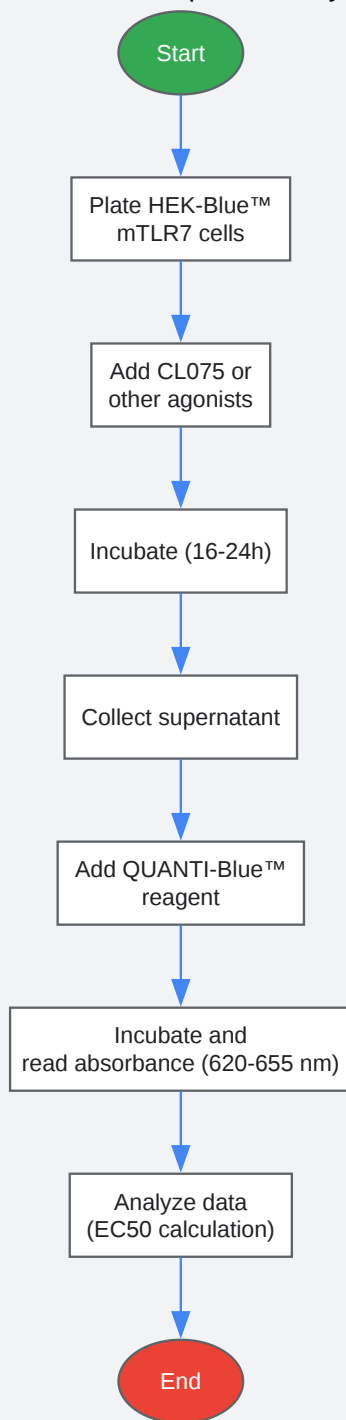 Start
Plate HEK-Blue™
mTLR7 cells
Add CL075 or
other agonists
Incubate (16-24h)
Collect supernatant
Add QUANTI-Blue™
reagent
Incubate and
read absorbance (620-655 nm)
Analyze data
(EC50 calculation)
End